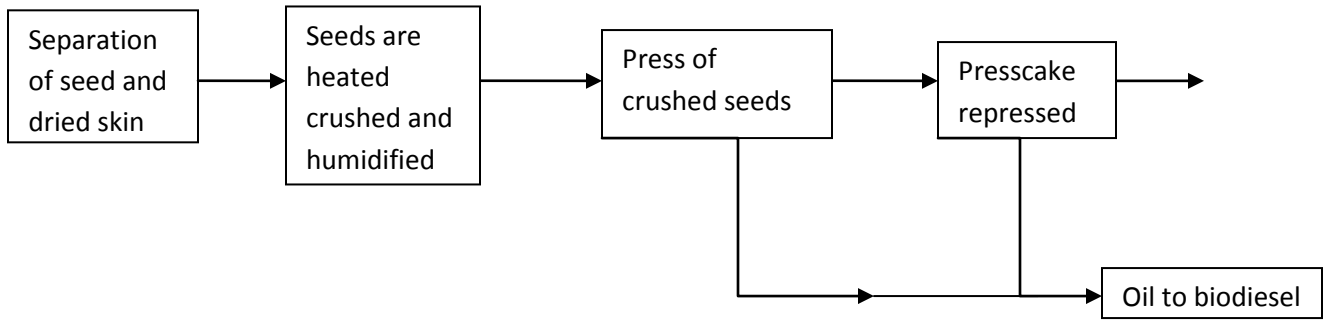 Separation
of seed and
dried skin
Seeds are
heated
crushed and
humidified
Press of
crushed seeds
Presscake
repressed
Oil to biodiesel